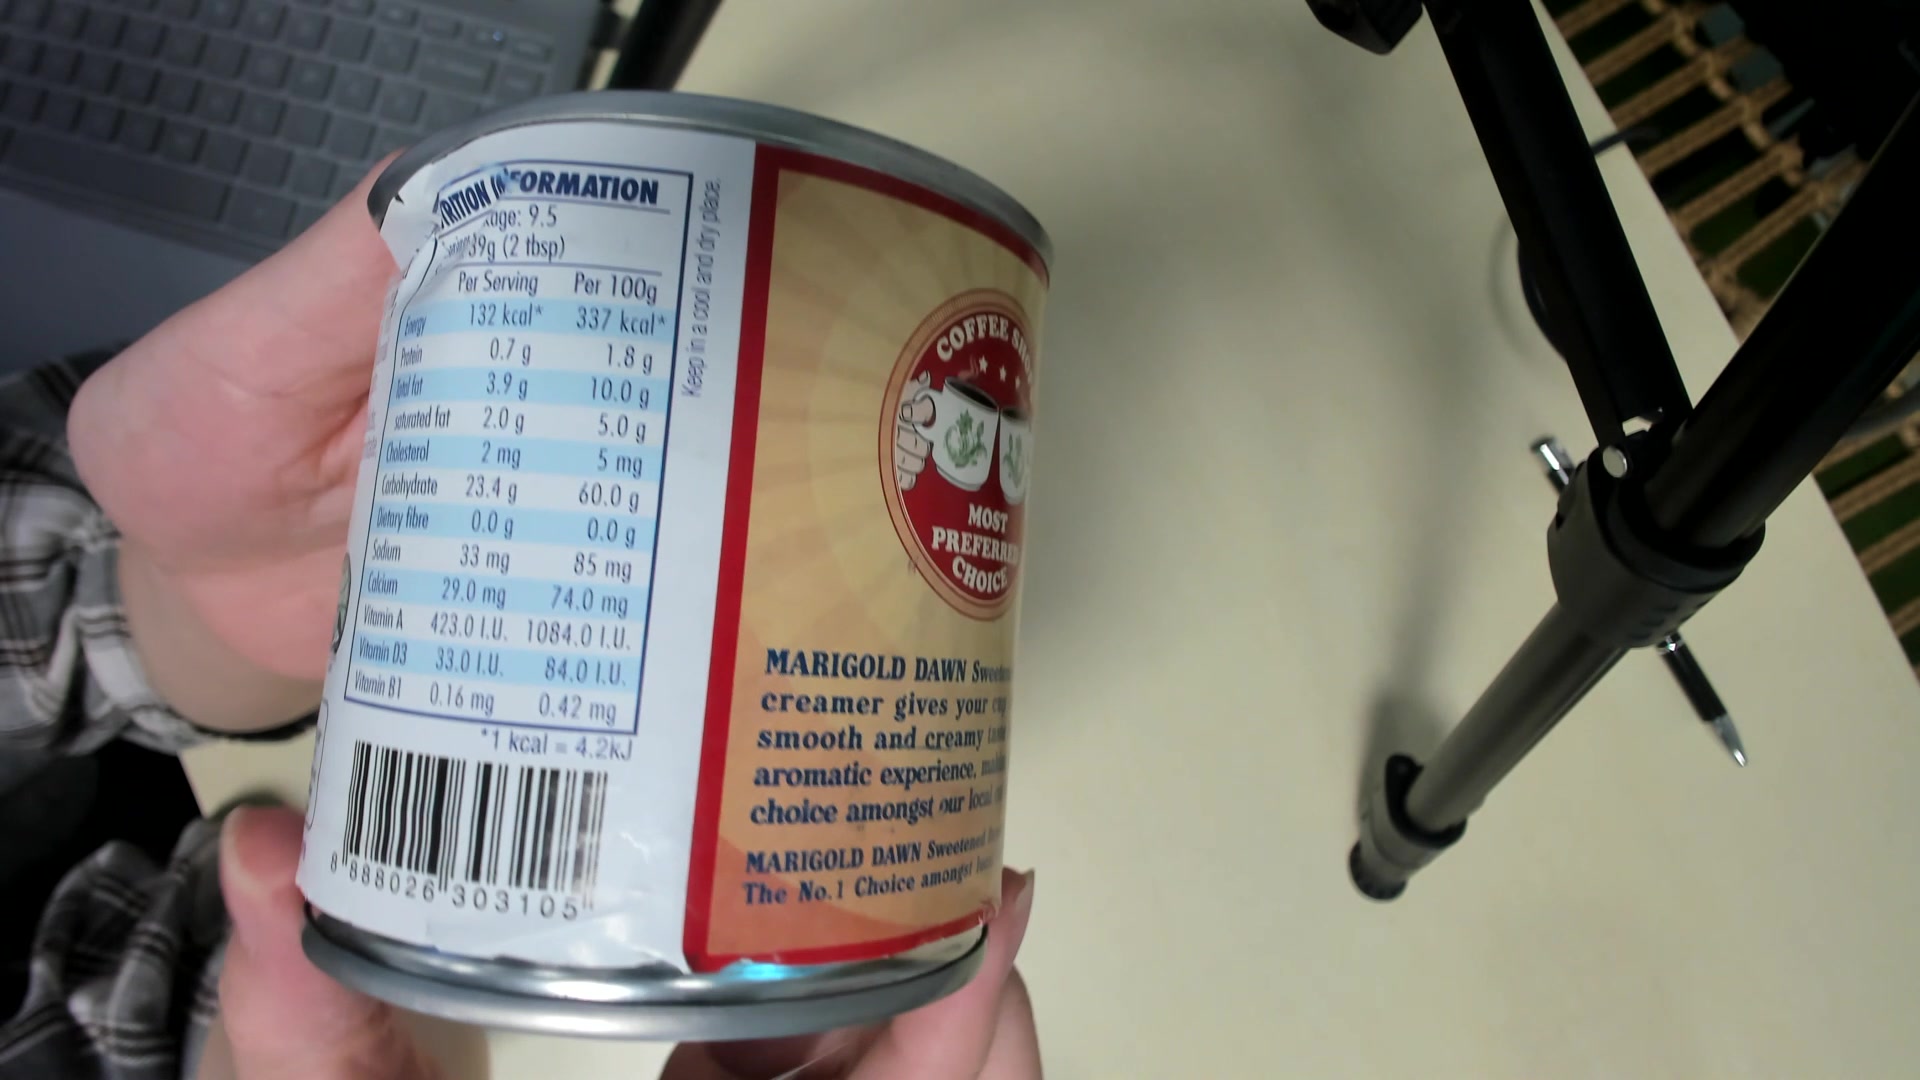 RITION INFORMATION
kage: 9.5
39g (2 tbsp)
Per Serving Per 100g
Energy 132 kcal* 337 kcal*
Protein 0.7 g 1.8 g
Total fat 3.9 g 10.0 g
saturated fat 2.0 g 5.0 g
Cholesterol 2 mg 5 mg
Carbohydrate 23.4 g 60.0 g
Dietary fibre 0.0 g 0.0 g
Sodium 33 mg 85 mg
Calcium 29.0 mg 74.0 mg
Vitamin A 423.0 I.U. 1084.0 I.U.
Vitamin D3 33.0 I.U. 84.0 I.U.
Vitamin B1 0.16 mg 0.42 mg
*1 kcal = 4.2kJ
8 888026 303105
Keep in a cool and dry place.
COFFEE SHO
MOST
PREFERRE
CHOICE
MARIGOLD DAWN
creamer gives your
smooth and creamy
aromatic experience,
choice amongst our local
MARIGOLD DAWN Sweetened
The No.1 Choice amongst